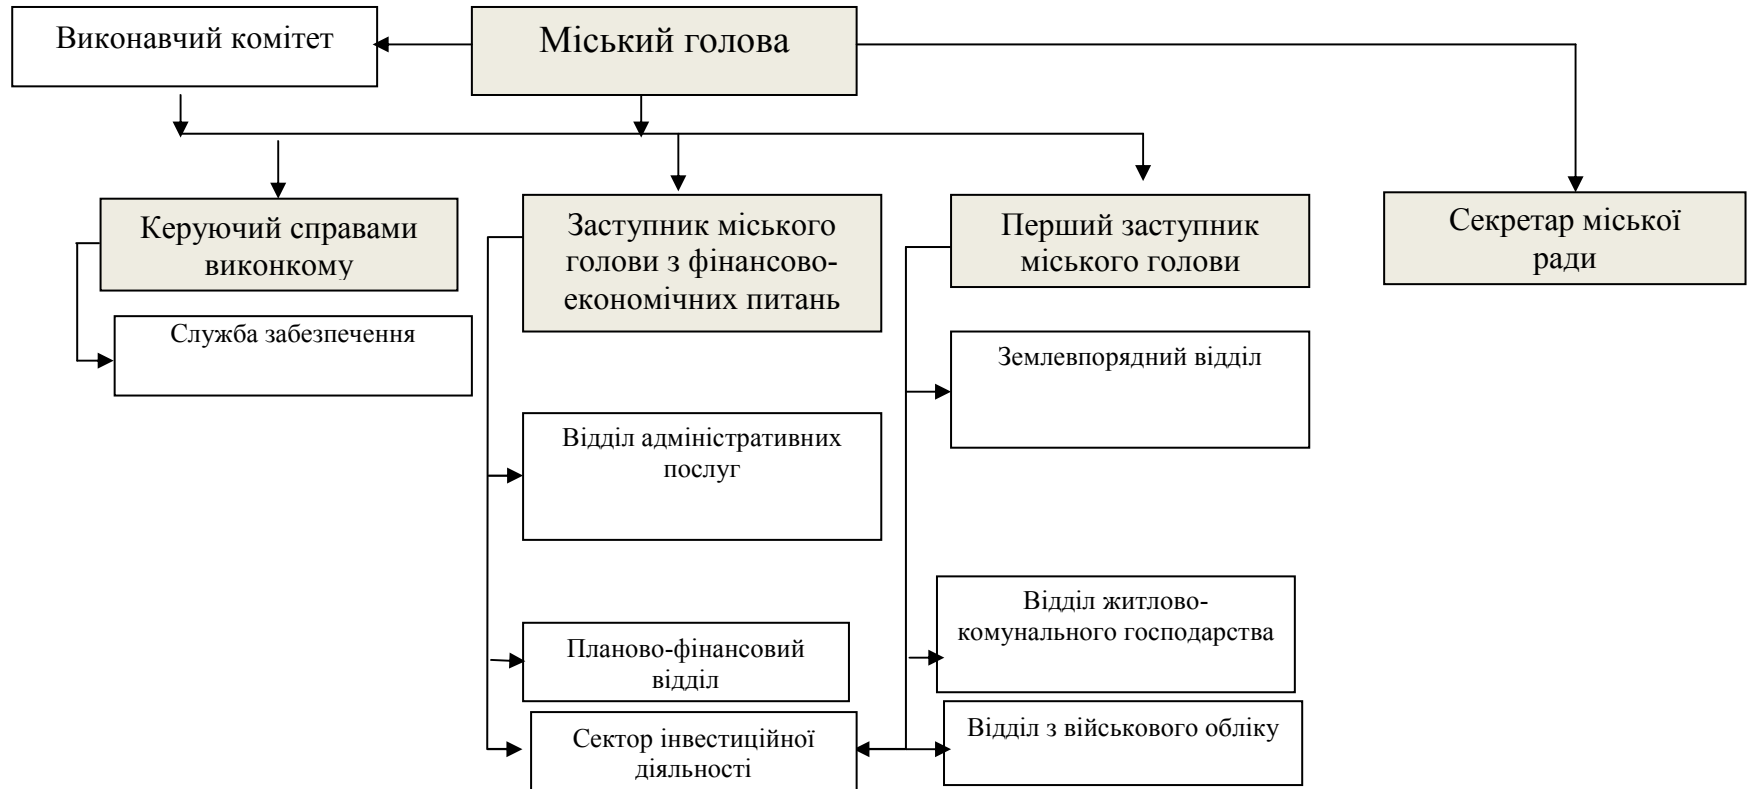 Виконавчий комітет
Міський голова
Керуючий справами
виконкому
Заступник міського
голови з фінансово-
економічних питань
Перший заступник
міського голови
Секретар міської
ради
Служба забезпечення
Землевпорядний відділ
Відділ адміністративних
послуг
Відділ житлово-
комунального господарства
Планово-фінансовий
відділ
Відділ з військового обліку
Сектор інвестиційної
діяльності